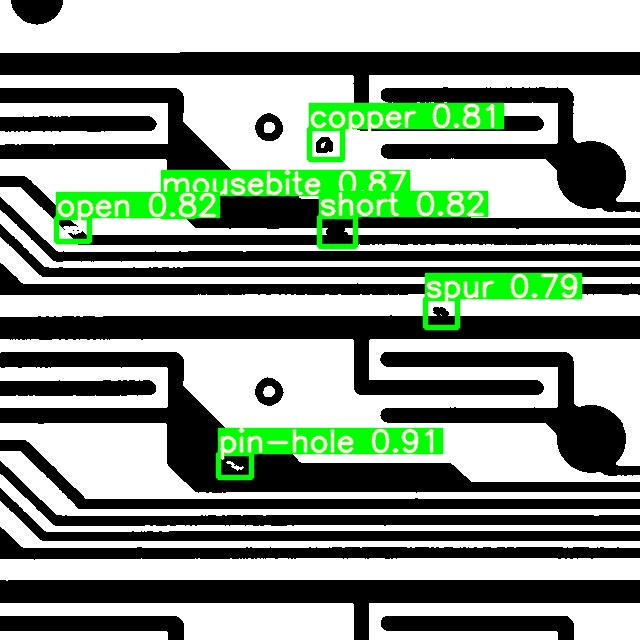 copper 0.81
mousebite 0.87
open 0.82
short 0.82
spur 0.79
pin-hole 0.91